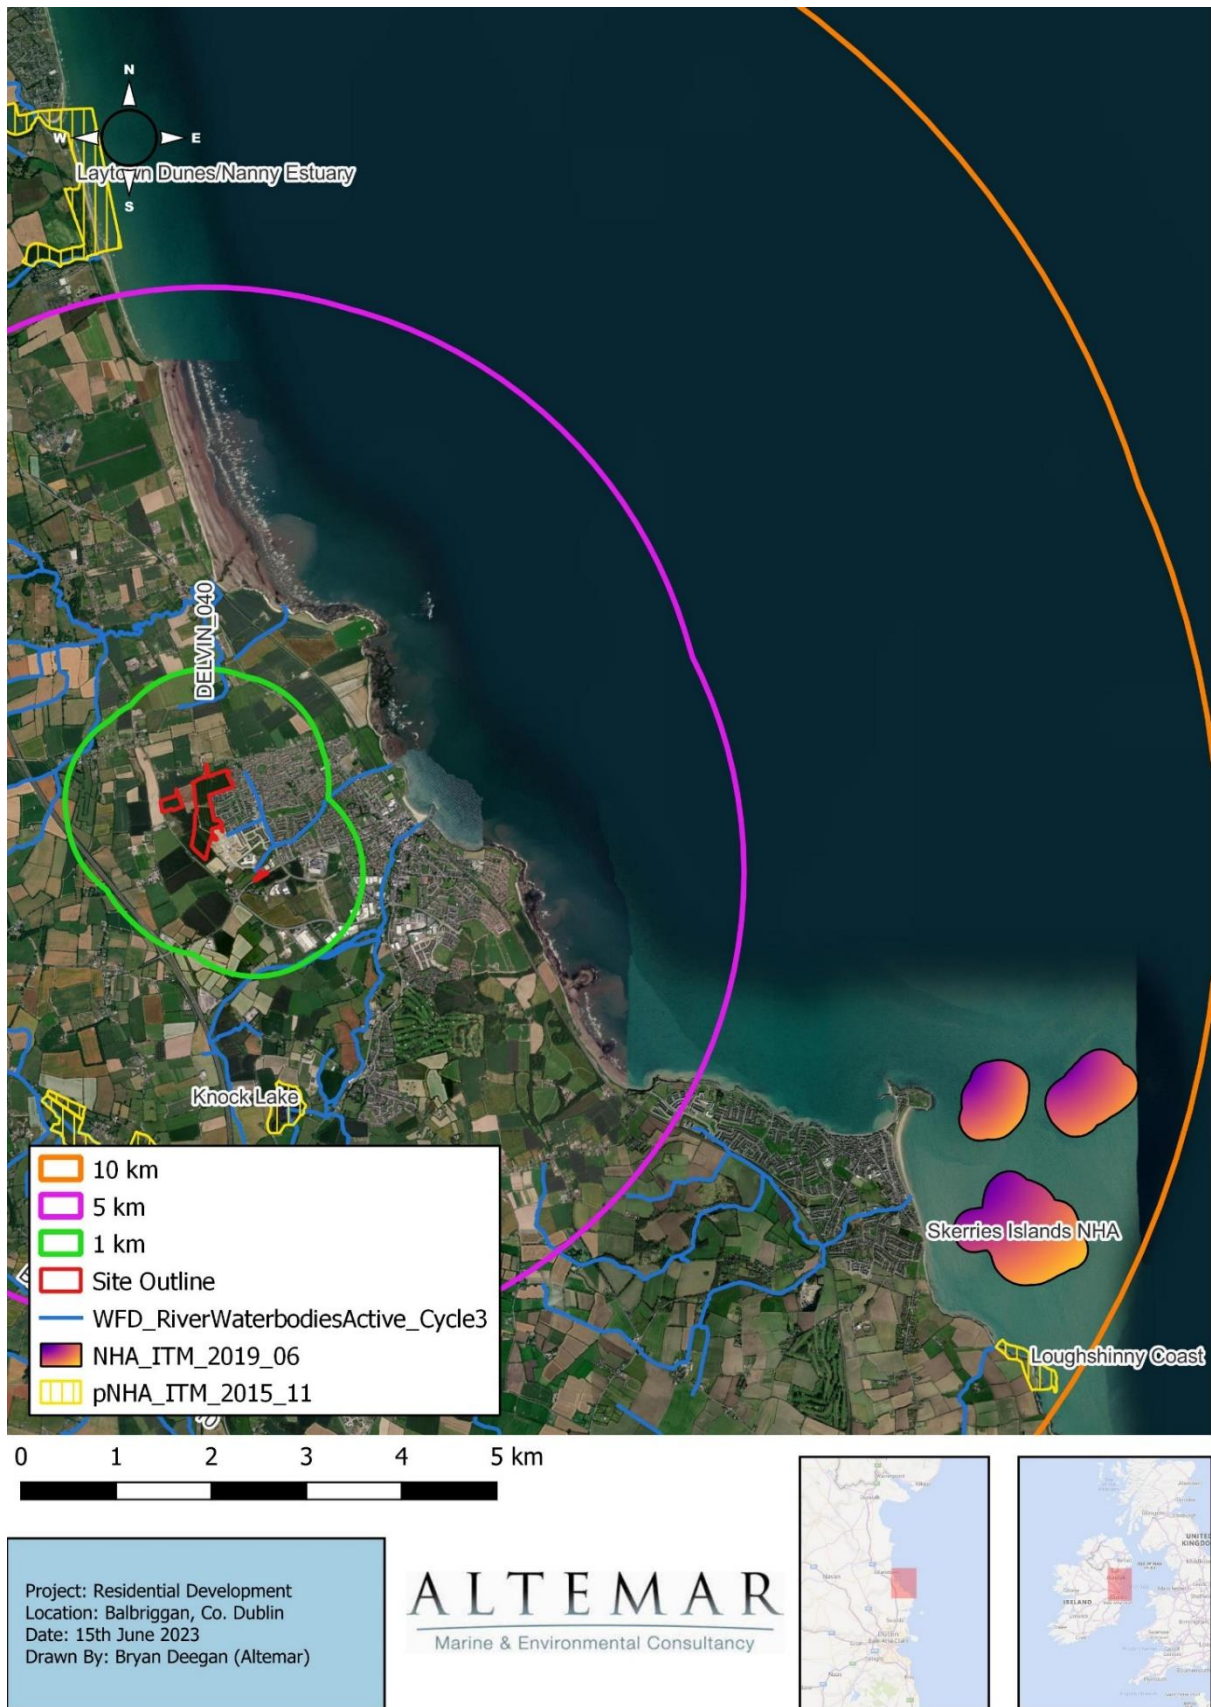 N
W
E
Laytown Dunes/Nanny Estuary
S
DELVIN_040
Knock Lake
Skerries Islands NHA
Loughshinny Coast
10 km
5 km
1 km
Site Outline
WFD_RiverWaterbodiesActive_Cycle3
NHA_ITM_2019_06
pNHA_ITM_2015_11
0 1 2 3 4 5 km
Project: Residential Development
Location: Balbriggan, Co. Dublin
Date: 15th June 2023
Drawn By: Bryan Deegan (Altemar)
ALTEMAR
Marine & Environmental Consultancy
IRELAND
UNITED
KINGDOM